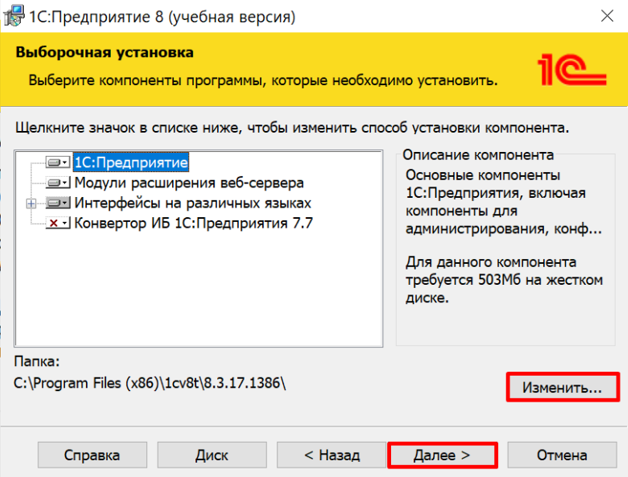 1С:Предприятие 8 (учебная версия)
Выборочная установка
Выберите компоненты программы, которые необходимо установить.
1С
Щелкните значок в списке ниже, чтобы изменить способ установки компонента.
1С:Предприятие
Модули расширения веб-сервера
Интерфейсы на различных языках
Конвертор ИБ 1С:Предприятия 7.7
Описание компонента
Основные компоненты
1С:Предприятия, включая
компоненты для
администрирования, конф...
Для данного компонента
требуется 503Мб на жестком
диске.
Папка:
C:\Program Files (x86)\1cv8t\8.3.17.1386\
Изменить...
Справка
Диск
< Назад
Далее >
Отмена